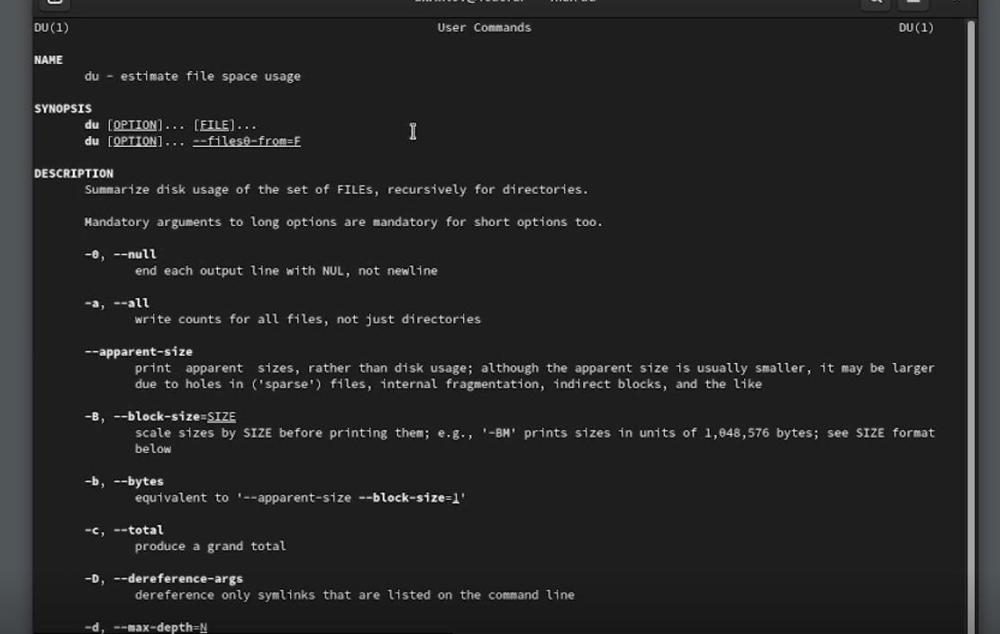 DU(1) User Commands DU(1)
NAME
du - estimate file space usage
SYNOPSIS
du [OPTION]... [FILE]...
du [OPTION]... --files0-from=F
DESCRIPTION
Summarize disk usage of the set of FILEs, recursively for directories.
Mandatory arguments to long options are mandatory for short options too.
-0, --null
end each output line with NUL, not newline
-a, --all
write counts for all files, not just directories
--apparent-size
print apparent sizes, rather than disk usage; although the apparent size is usually smaller, it may be larger
due to holes in ('sparse') files, internal fragmentation, indirect blocks, and the like
-B, --block-size=SIZE
scale sizes by SIZE before printing them; e.g., '-BM' prints sizes in units of 1,048,576 bytes; see SIZE format
below
-b, --bytes
equivalent to '--apparent-size --block-size=1'
-c, --total
produce a grand total
-D, --dereference-args
dereference only symlinks that are listed on the command line
-d, --max-depth=N